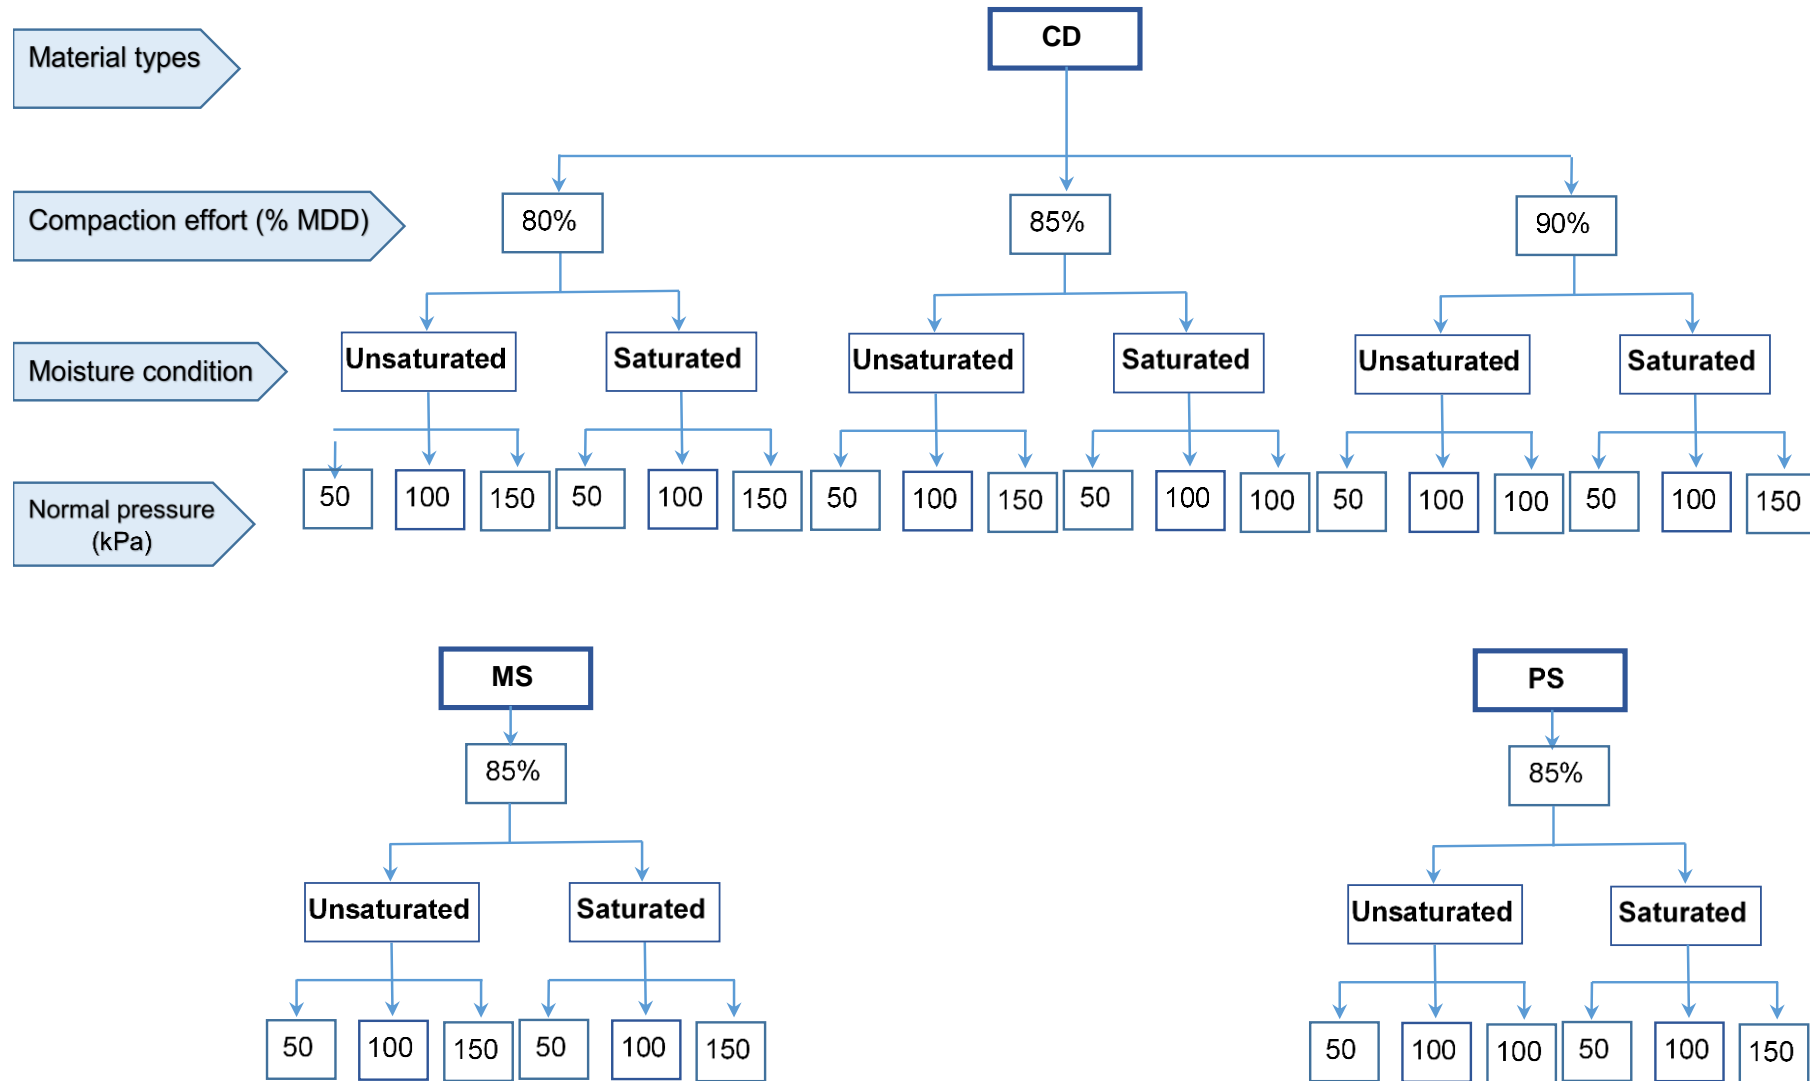 Material types
CD
Compaction effort (% MDD)
80%
85%
90%
Moisture condition
Unsaturated
Saturated
Unsaturated
Saturated
Unsaturated
Saturated
Normal pressure
(kPa)
50
100
150
50
100
150
50
100
150
50
100
100
50
100
100
50
100
150
MS
PS
85%
85%
Unsaturated
Saturated
Unsaturated
Saturated
50
100
150
50
100
150
50
100
100
50
100
150